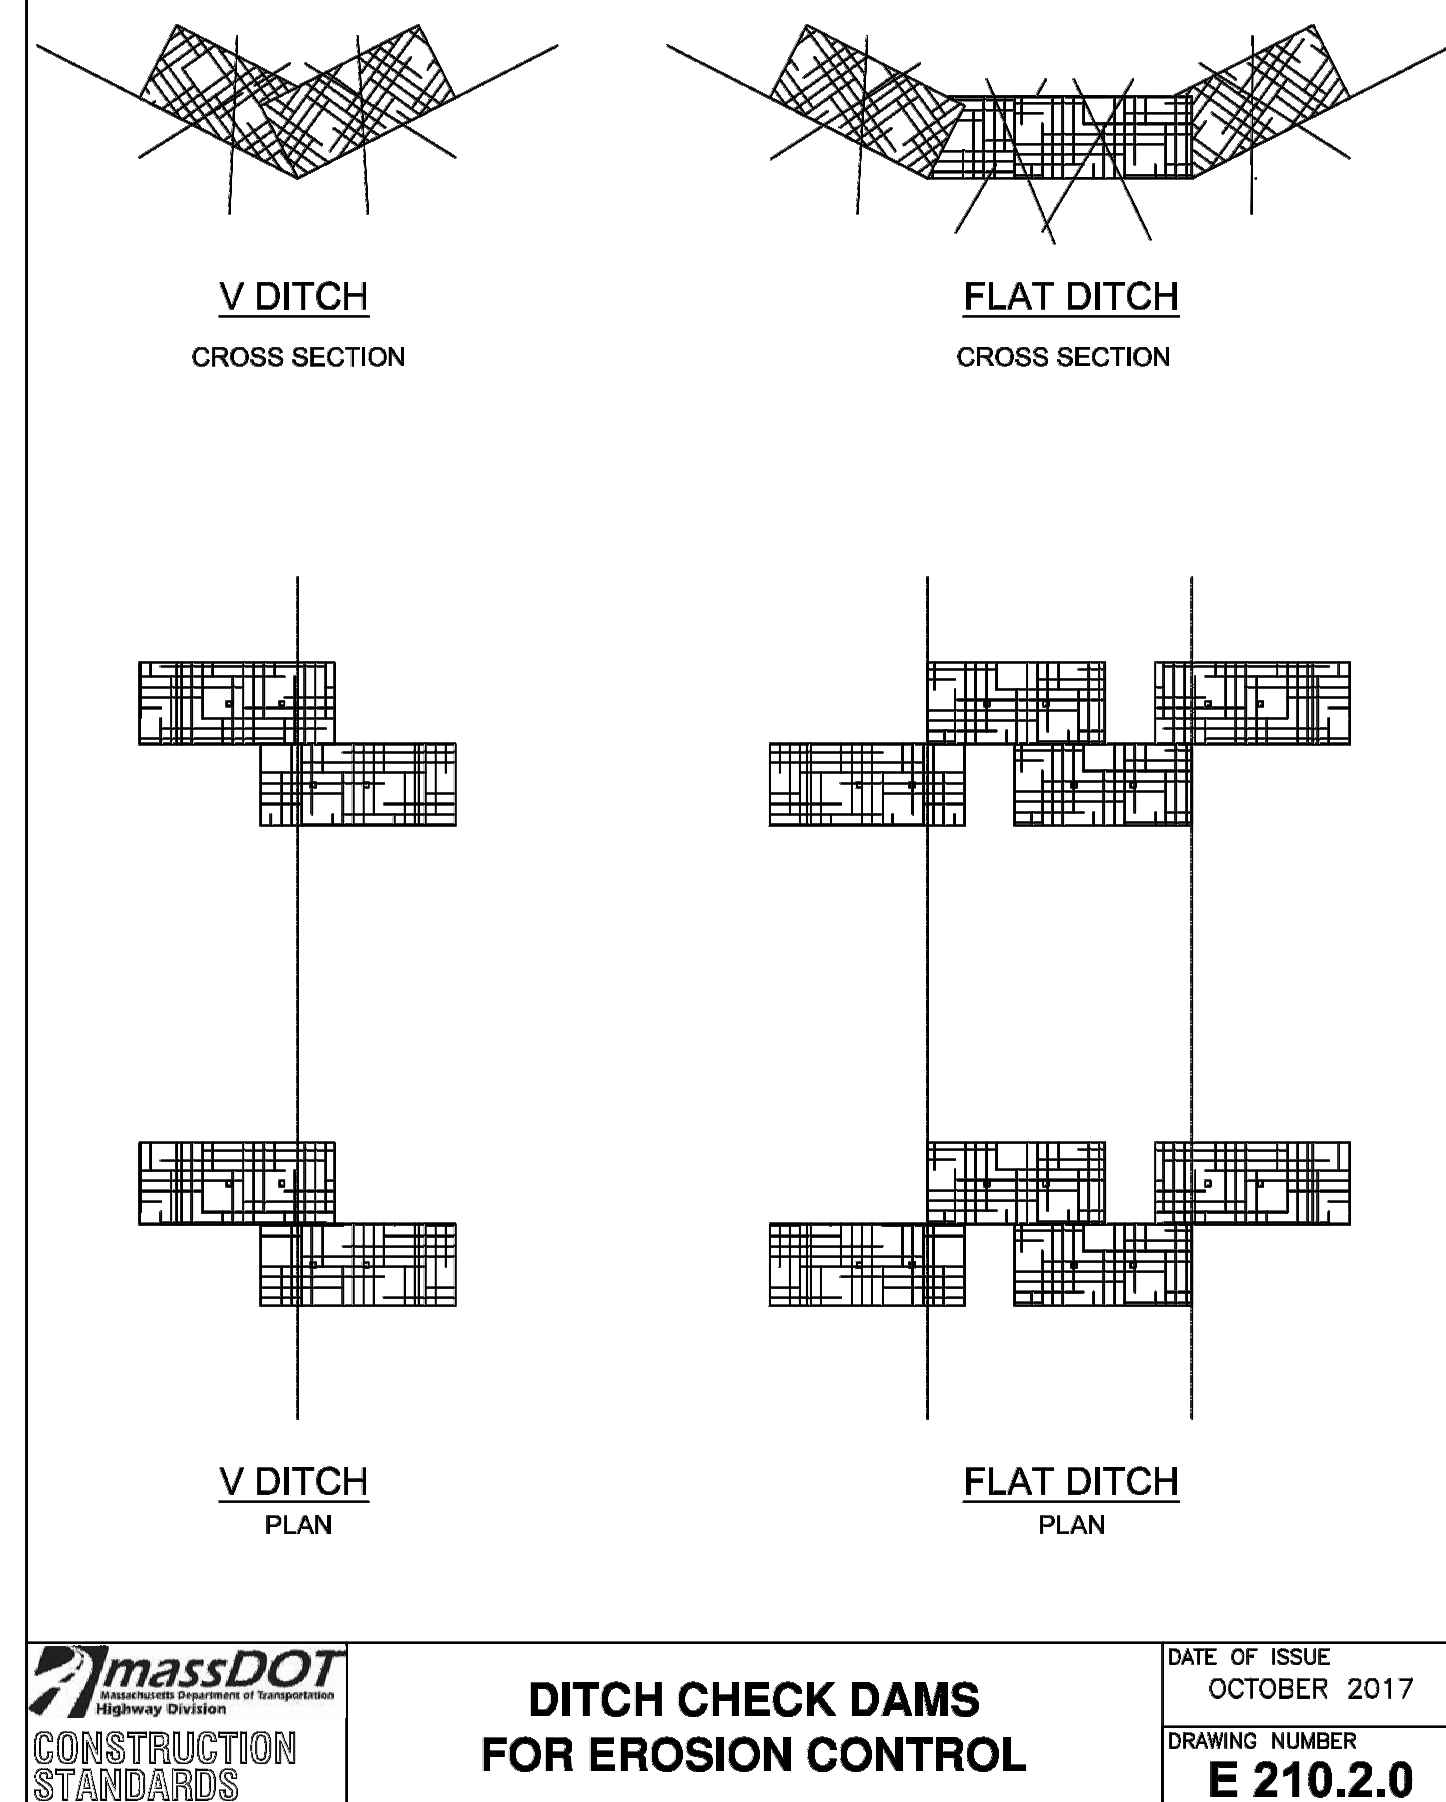 V DITCH
CROSS SECTION
FLAT DITCH
CROSS SECTION
V DITCH
PLAN
FLAT DITCH
PLAN
massDOT
Massachusetts Department of Transportation
Highway Division
CONSTRUCTION
STANDARDS
DITCH CHECK DAMS
FOR EROSION CONTROL
DATE OF ISSUE
OCTOBER 2017
DRAWING NUMBER
E 210.2.0